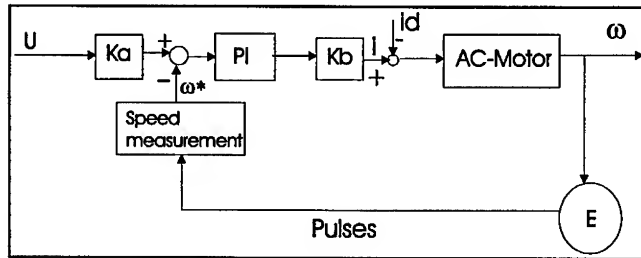 U
Ka
+
−
ω*
PI
Kb
I
+
id
-
AC-Motor
ω
Speed
measurement
Pulses
E